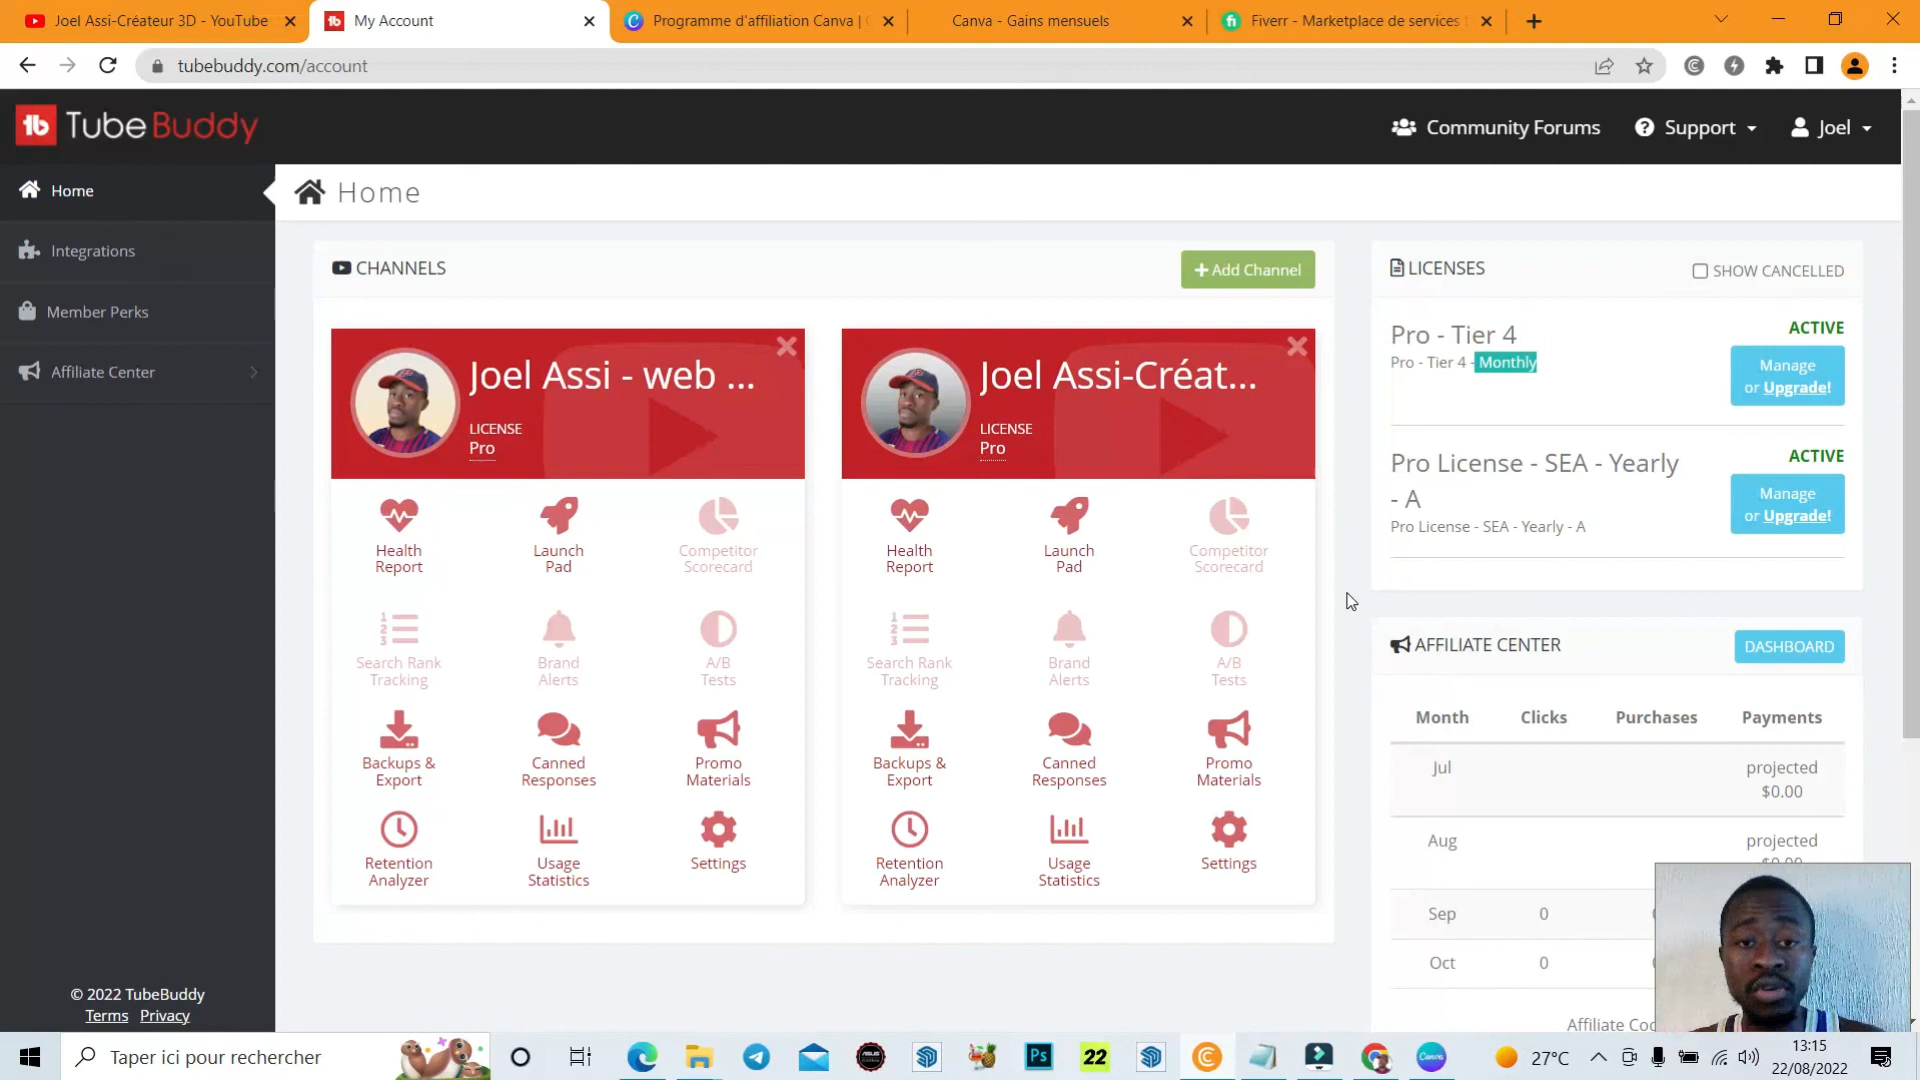 Joel Assi-Créateur 3D - YouTube
My Account
Programme d'affiliation Canva |
Canva - Gains mensuels
Fiverr - Marketplace de services
tubebuddy.com/account
TubeBuddy
Community Forums
Support
Joel
Home
Integrations
Member Perks
Affiliate Center
© 2022 TubeBuddy
Terms Privacy
Home
CHANNELS
+ Add Channel
Joel Assi - web ...
LICENSE
Pro
Health
Report
Launch
Pad
Competitor
Scorecard
Search Rank
Tracking
Brand
Alerts
A/B
Tests
Backups &
Export
Canned
Responses
Promo
Materials
Retention
Analyzer
Usage
Statistics
Settings
Joel Assi-Créat...
LICENSE
Pro
Health
Report
Launch
Pad
Competitor
Scorecard
Search Rank
Tracking
Brand
Alerts
A/B
Tests
Backups &
Export
Canned
Responses
Promo
Materials
Retention
Analyzer
Usage
Statistics
Settings
LICENSES
SHOW CANCELLED
Pro - Tier 4
Pro - Tier 4 - Monthly
ACTIVE
Manage
or Upgrade!
Pro License - SEA - Yearly
- A
Pro License - SEA - Yearly - A
ACTIVE
Manage
or Upgrade!
AFFILIATE CENTER
DASHBOARD
Month Clicks Purchases Payments
Jul projected
$0.00
Aug projected
$0.00
Sep 0
Oct 0
Affiliate
Taper ici pour rechercher
Ps
22
Canva
27°C
13:15
22/08/2022